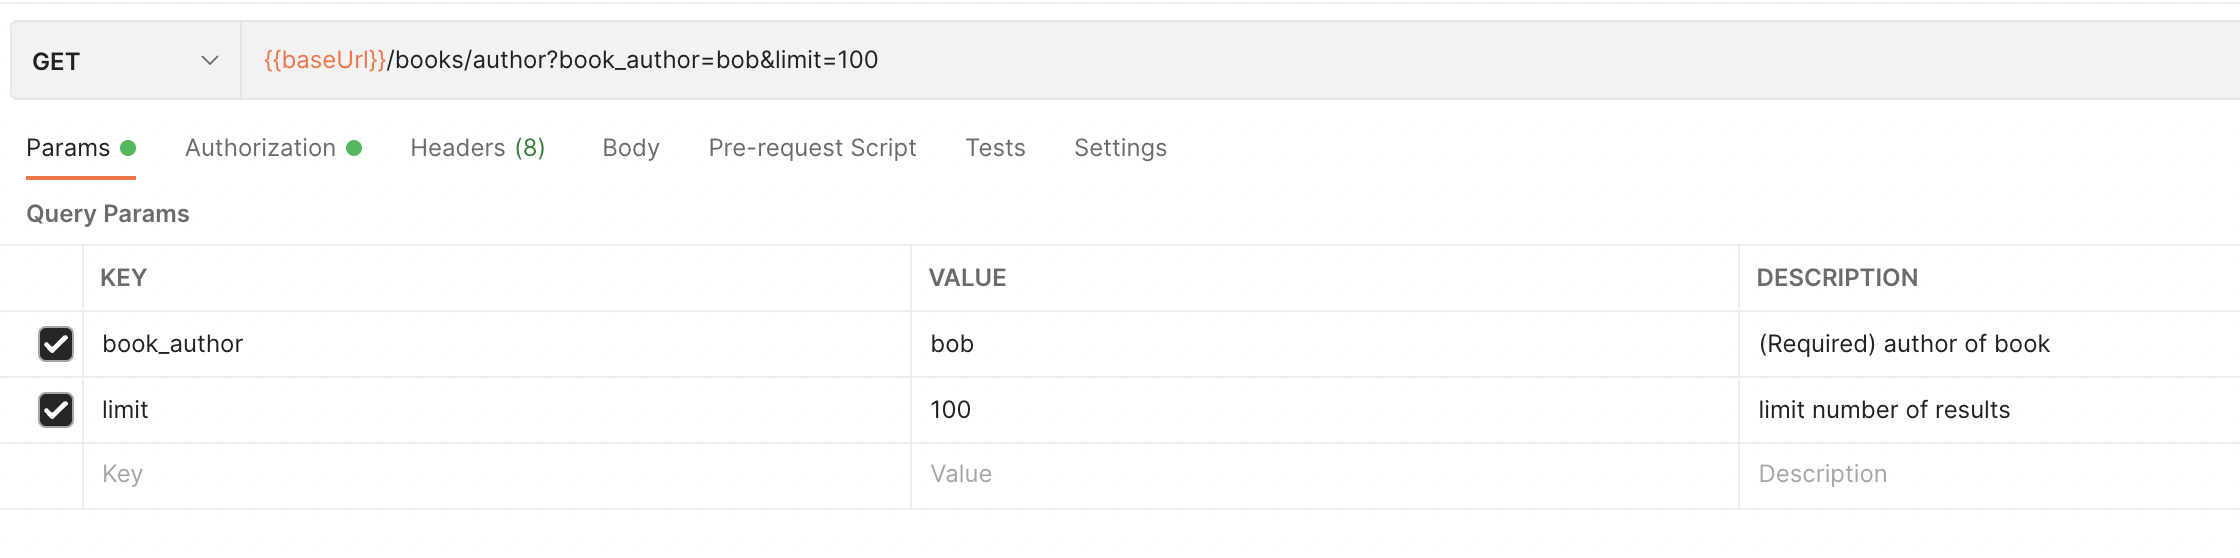 GET {{baseUrl}}/books/author?book_author=bob&limit=100
Params Authorization Headers (8) Body Pre-request Script Tests Settings
Query Params
KEY VALUE DESCRIPTION
book_author bob (Required) author of book
limit 100 limit number of results
Key Value Description